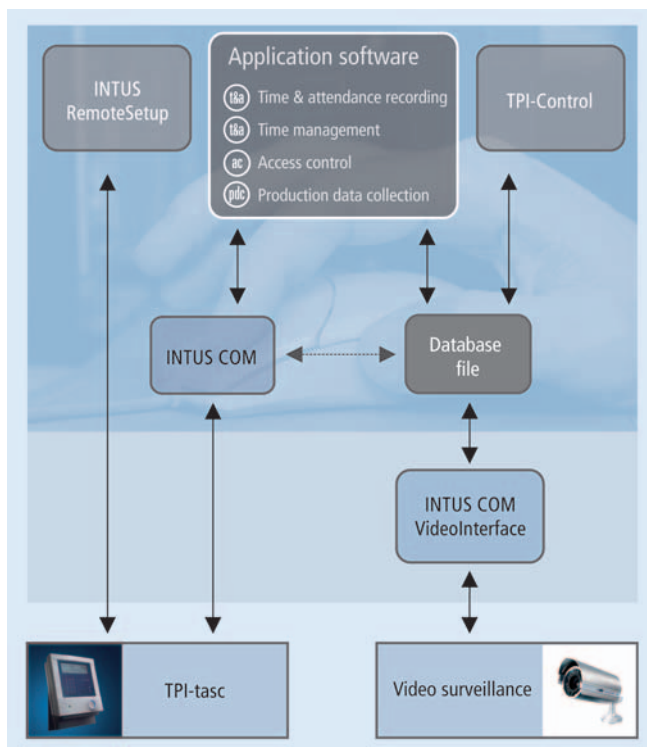 INTUS
RemoteSetup
Application software
t&a Time & attendance recording
t&a Time management
ac Access control
pdc Production data collection
TPI-Control
INTUS COM
Database
file
INTUS COM
VideoInterface
TPI-tasc
Video surveillance